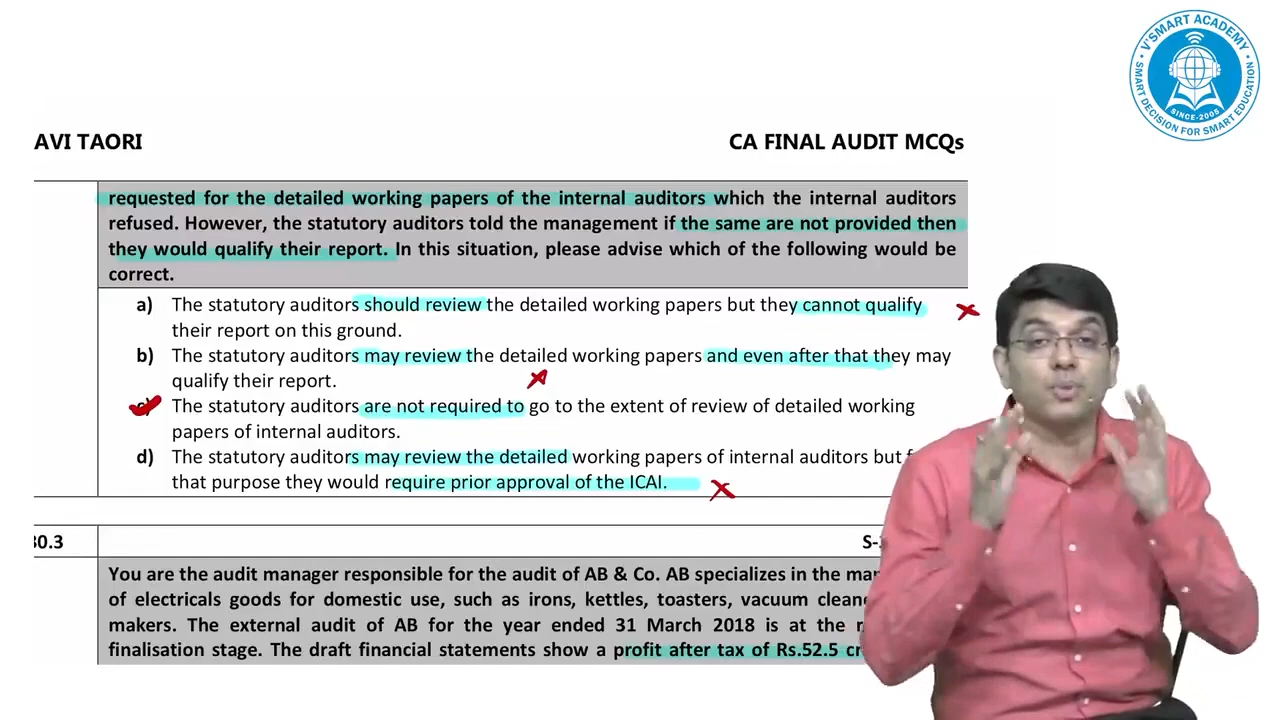 V'SMART ACADEMY
SINCE-2005
SMART DECISION FOR SMART EDUCATION
AVI TAORI
CA FINAL AUDIT MCQs
requested for the detailed working papers of the internal auditors which the internal auditors
refused. However, the statutory auditors told the management if the same are not provided then
they would qualify their report. In this situation, please advise which of the following would be
correct.
a) The statutory auditors should review the detailed working papers but they cannot qualify
their report on this ground.
b) The statutory auditors may review the detailed working papers and even after that they may
qualify their report.
The statutory auditors are not required to go to the extent of review of detailed working
papers of internal auditors.
d) The statutory auditors may review the detailed working papers of internal auditors but
that purpose they would require prior approval of the ICAI.
30.3
You are the audit manager responsible for the audit of AB & Co. AB specializes in the
of electricals goods for domestic use, such as irons, kettles, toasters, vacuum
makers. The external audit of AB for the year ended 31 March 2018 is at the
finalisation stage. The draft financial statements show a profit after tax of Rs.52.5